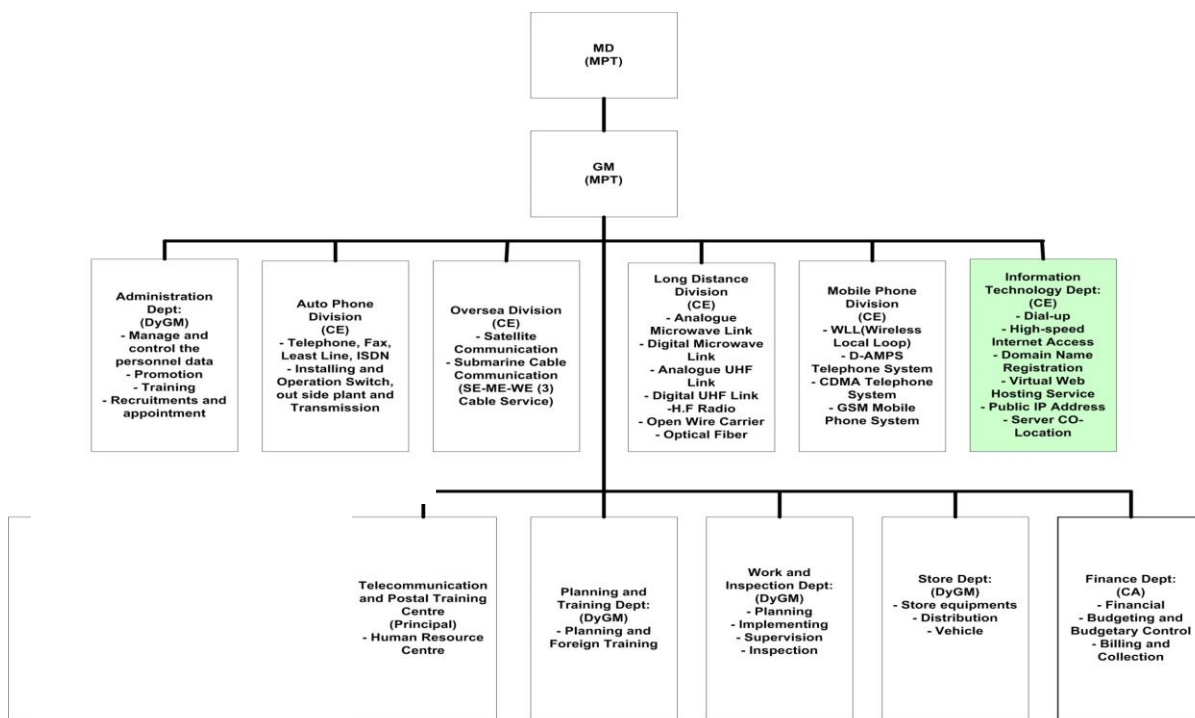 MD
(MPT)
GM
(MPT)
Administration
Dept:
(DyGM)
- Manage and
control the
personnel data
- Promotion
- Training
- Recruitments and
appointment
Auto Phone
Division
(CE)
- Telephone, Fax,
Least Line, ISDN
- Installing and
Operation Switch,
out side plant and
Transmission
Oversea Division
(CE)
- Satellite
Communication
- Submarine Cable
Communication
(SE-ME-WE (3)
Cable Service)
Long Distance
Division
(CE)
- Analogue
Microwave Link
- Digital Microwave
Link
- Analogue UHF
Link
- Digital UHF Link
-H.F Radio
- Open Wire Carrier
- Optical Fiber
Mobile Phone
Division
(CE)
- WLL(Wireless
Local Loop)
- D-AMPS
Telephone System
- CDMA Telephone
System
- GSM Mobile
Phone System
Information
Technology Dept:
(CE)
- Dial-up
- High-speed
Internet Access
- Domain Name
Registration
- Virtual Web
Hosting Service
- Public IP Address
- Server CO-
Location
Telecommunication
and Postal Training
Centre
(Principal)
- Human Resource
Centre
Planning and
Training Dept:
(DyGM)
- Planning and
Foreign Training
Work and
Inspection Dept:
(DyGM)
- Planning
- Implementing
- Supervision
- Inspection
Store Dept:
(DyGM)
- Store equipments
- Distribution
- Vehicle
Finance Dept:
(CA)
- Financial
- Budgeting and
Budgetary Control
- Billing and
Collection